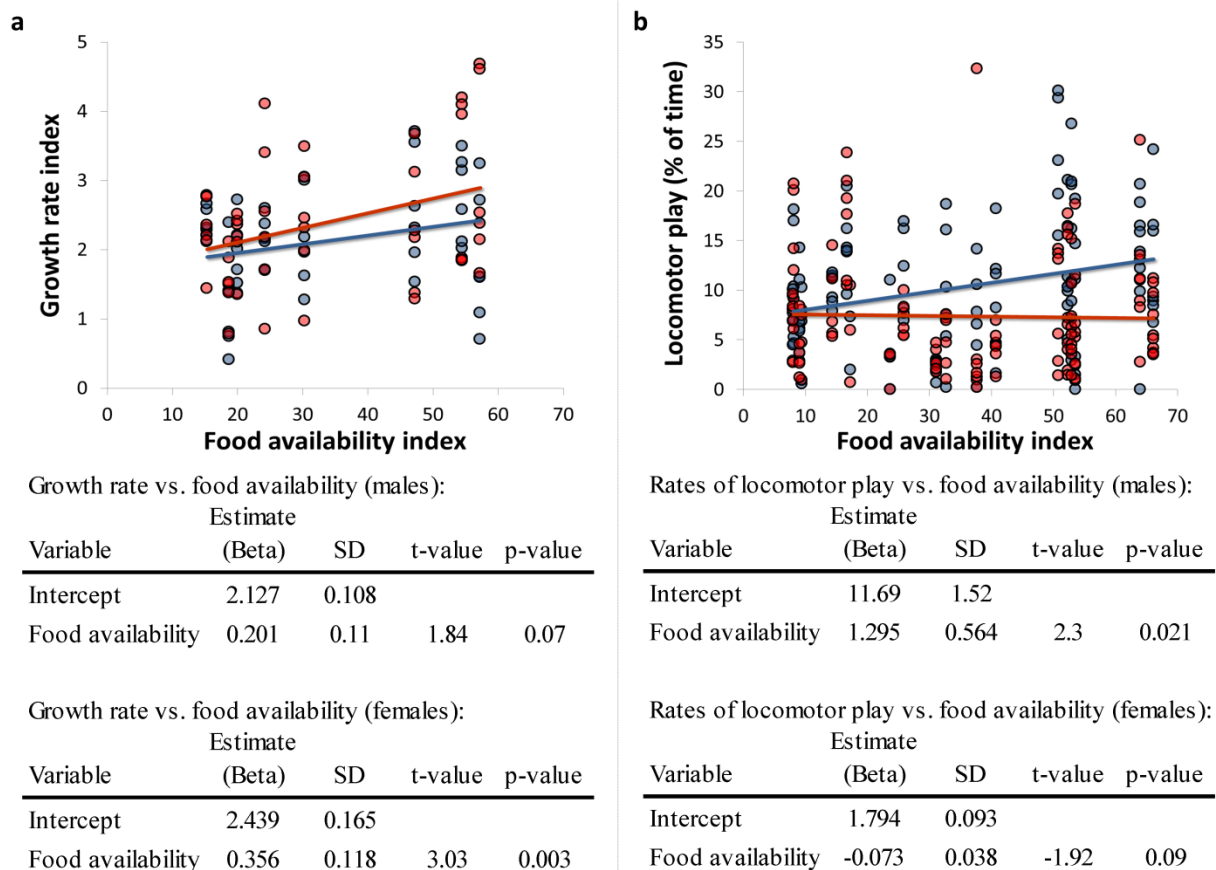 a
Growth rate index
5
4
3
2
1
0
0 10 20 30 40 50 60 70
Food availability index
Growth rate vs. food availability (males):
Estimate
Variable (Beta) SD t-value p-value
Intercept 2.127 0.108
Food availability 0.201 0.11 1.84 0.07
Growth rate vs. food availability (females):
Estimate
Variable (Beta) SD t-value p-value
Intercept 2.439 0.165
Food availability 0.356 0.118 3.03 0.003
b
Locomotor play (% of time)
35
30
25
20
15
10
5
0
0 10 20 30 40 50 60 70
Food availability index
Rates of locomotor play vs. food availability (males):
Estimate
Variable (Beta) SD t-value p-value
Intercept 11.69 1.52
Food availability 1.295 0.564 2.3 0.021
Rates of locomotor play vs. food availability (females):
Estimate
Variable (Beta) SD t-value p-value
Intercept 1.794 0.093
Food availability -0.073 0.038 -1.92 0.09